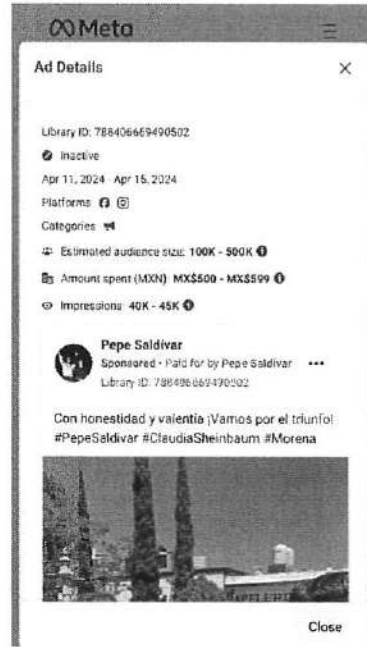 Meta
Ad Details
Library ID: 788406669490502
Inactive
Apr 11, 2024 - Apr 15, 2024
Platforms
Categories
Estimated audience size: 100K - 500K
Amount spent (MXN): MX$500 - MX$599
Impressions: 40K - 45K
Pepe Saldívar
Sponsored • Paid for by Pepe Saldívar
Library ID: 788406669490502
Con honestidad y valentía ¡Vamos por el triunfo!
#PepeSaldivar #ClaudiaSheinbaum #Morena
Close